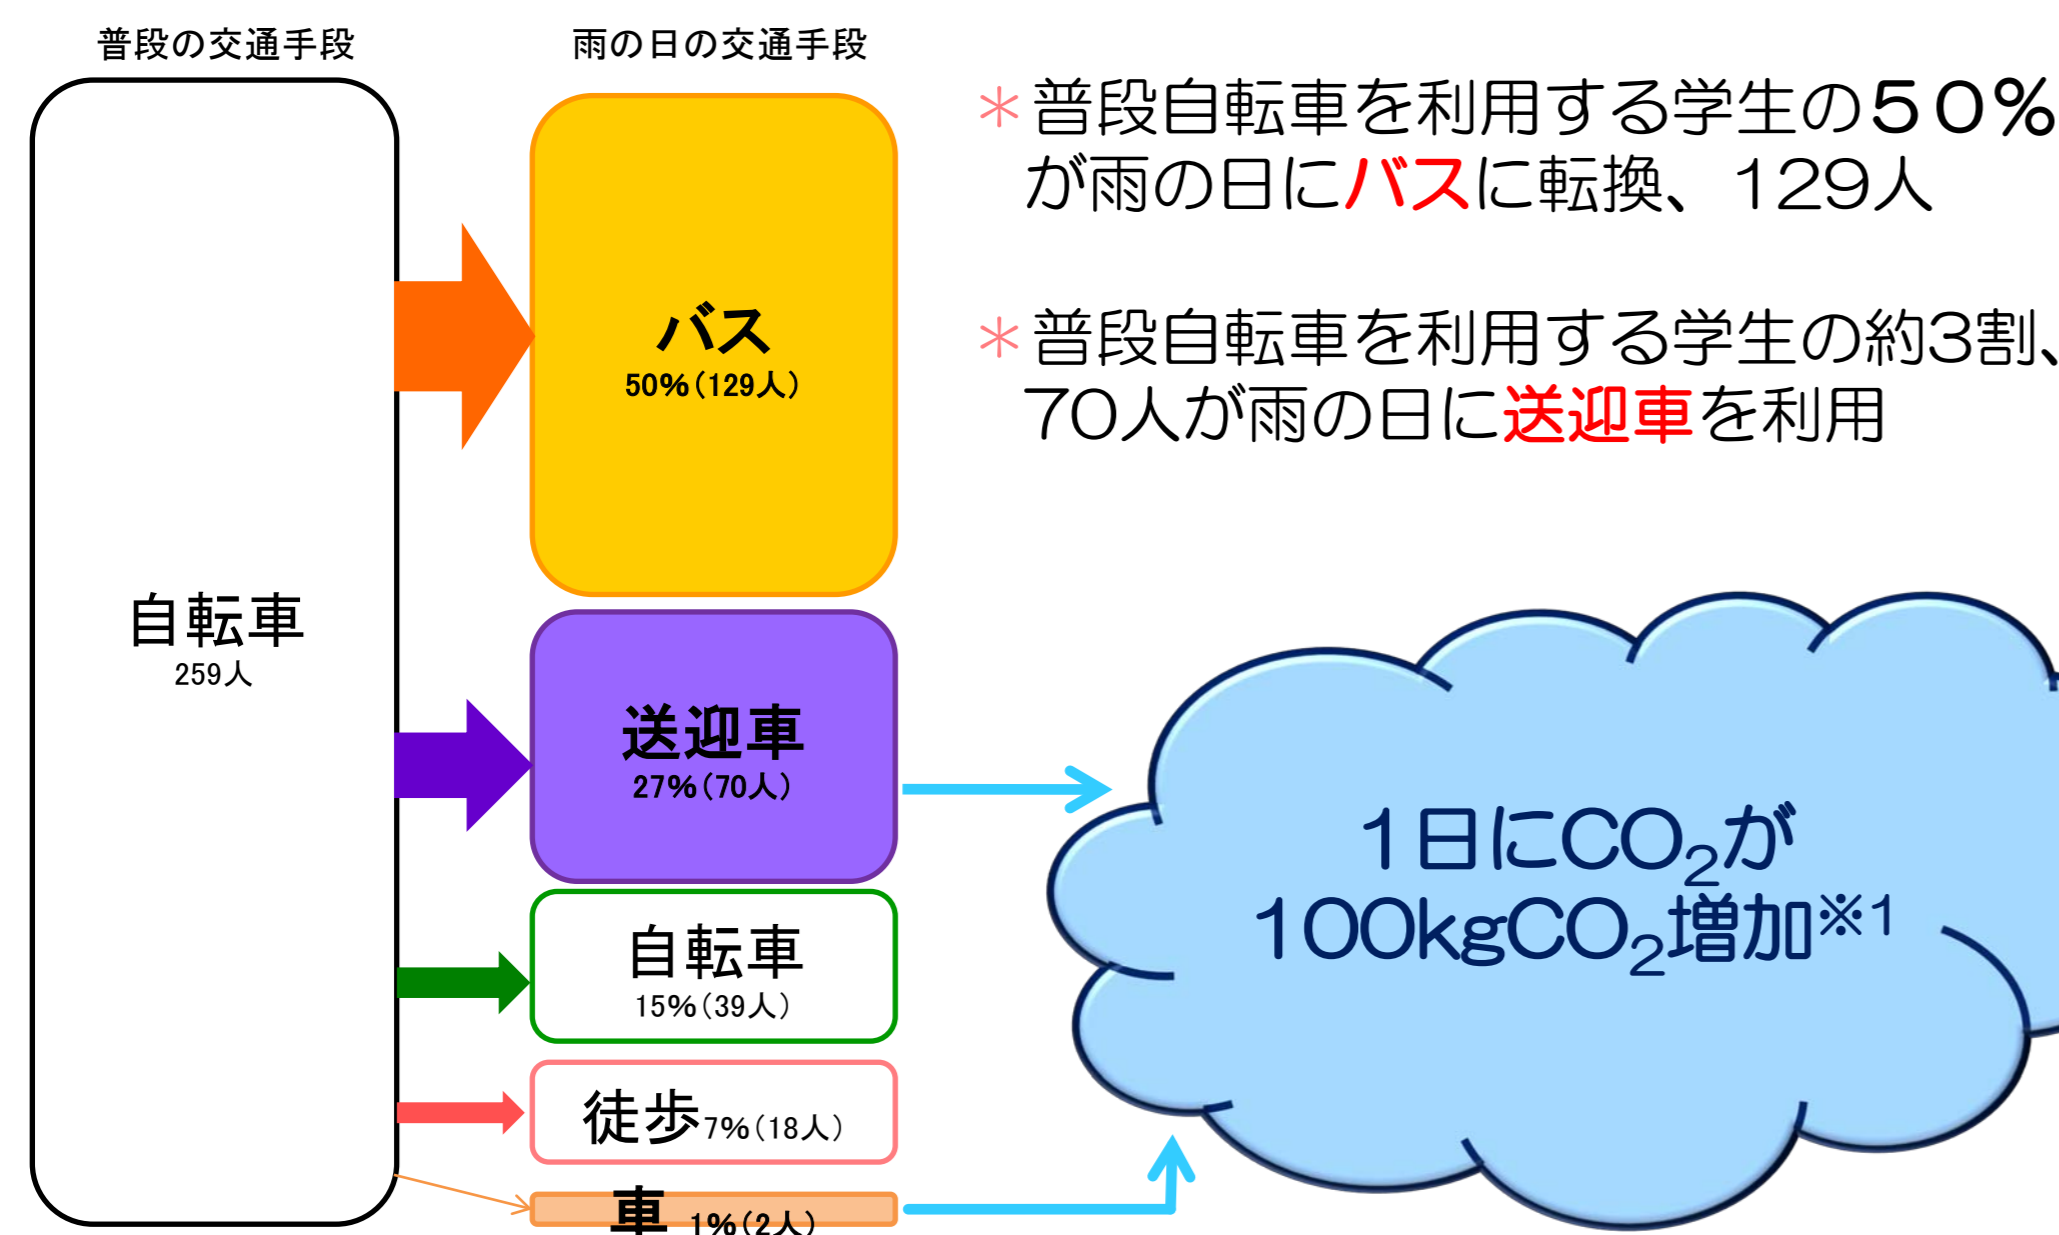 普段の交通手段
雨の日の交通手段
自転車
259人
バス
50%(129人)
送迎車
27%(70人)
自転車
15%(39人)
徒歩7%(18人)
車 1%(2人)
＊普段自転車を利用する学生の５０％
が雨の日にバスに転換、129人
＊普段自転車を利用する学生の約3割、
70人が雨の日に送迎車を利用
1日にCO₂が
100kgCO₂増加※1